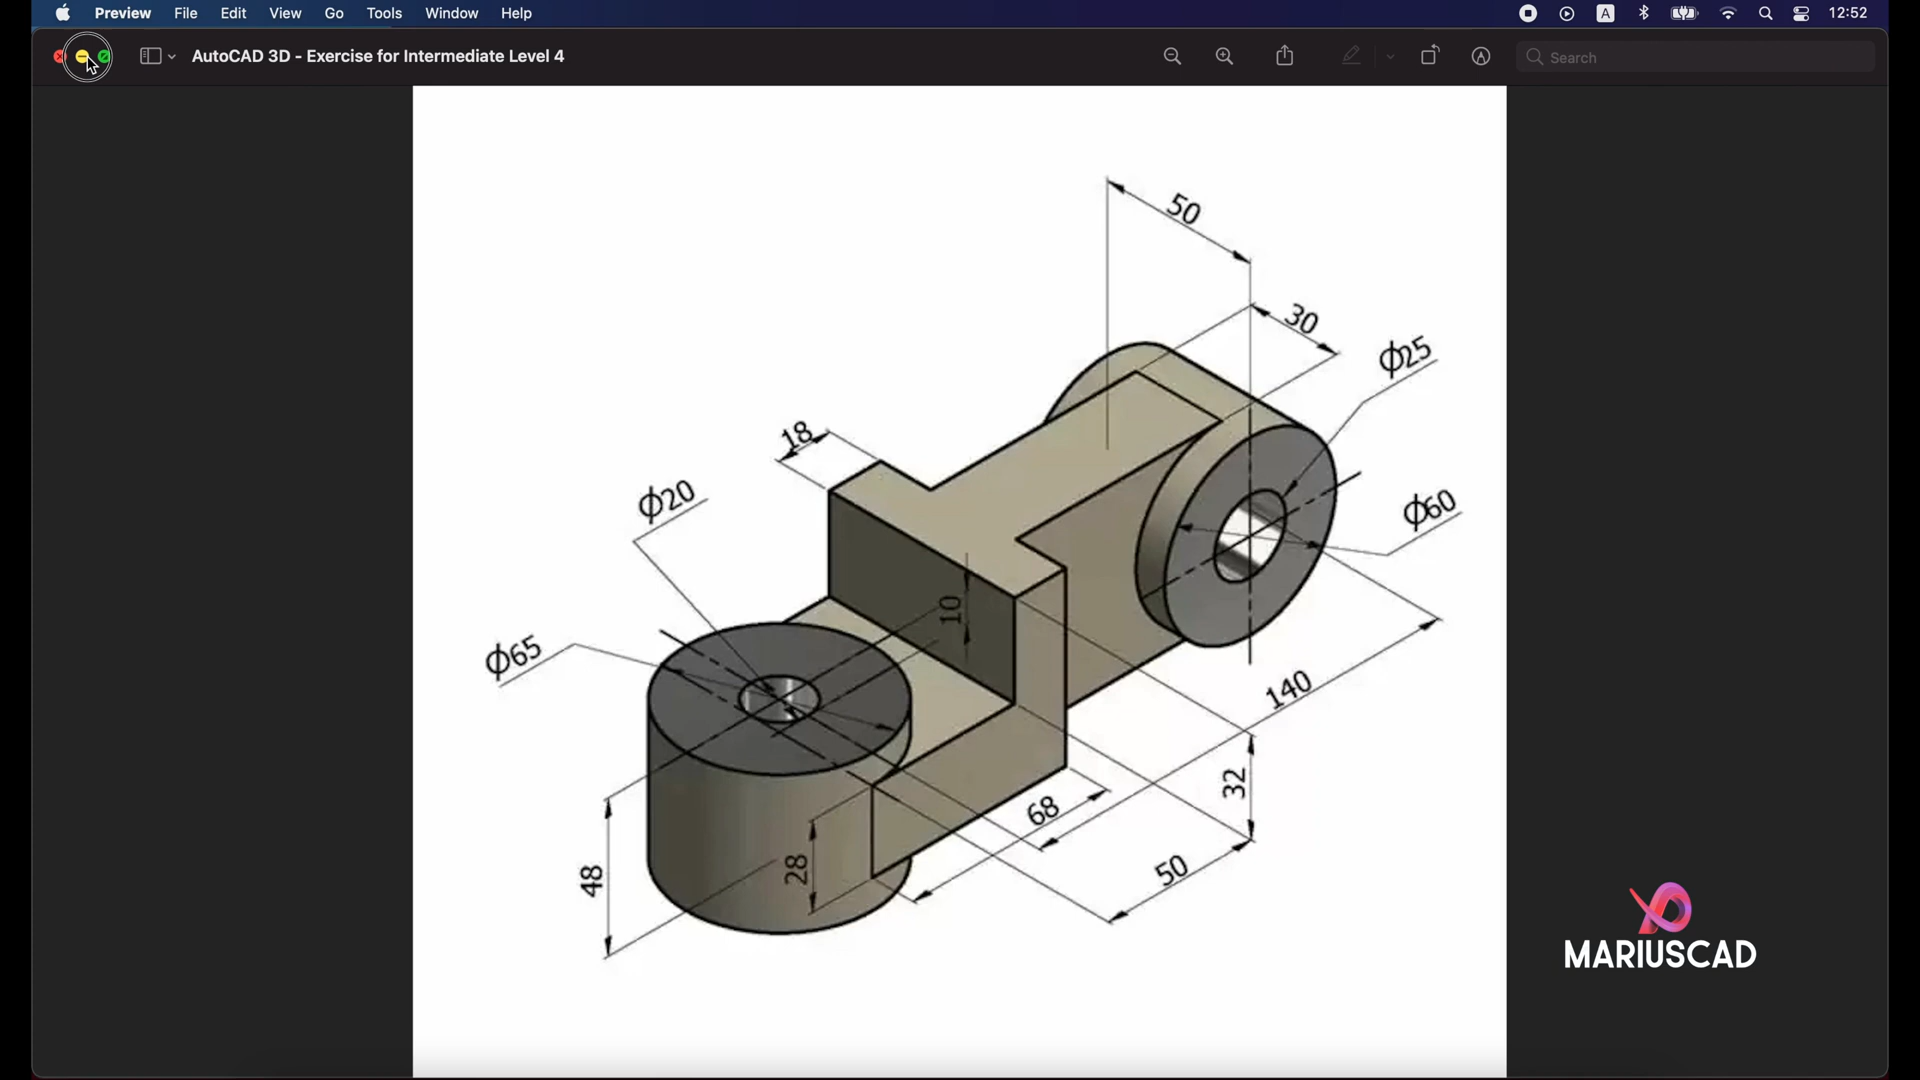 Preview File Edit View Go Tools Window Help A 12:52
AutoCAD 3D - Exercise for Intermediate Level 4 Search
50
30
Φ25
18
Φ20
Φ60
10
Φ65
140
32
68
28
50
48
MARIUSCAD